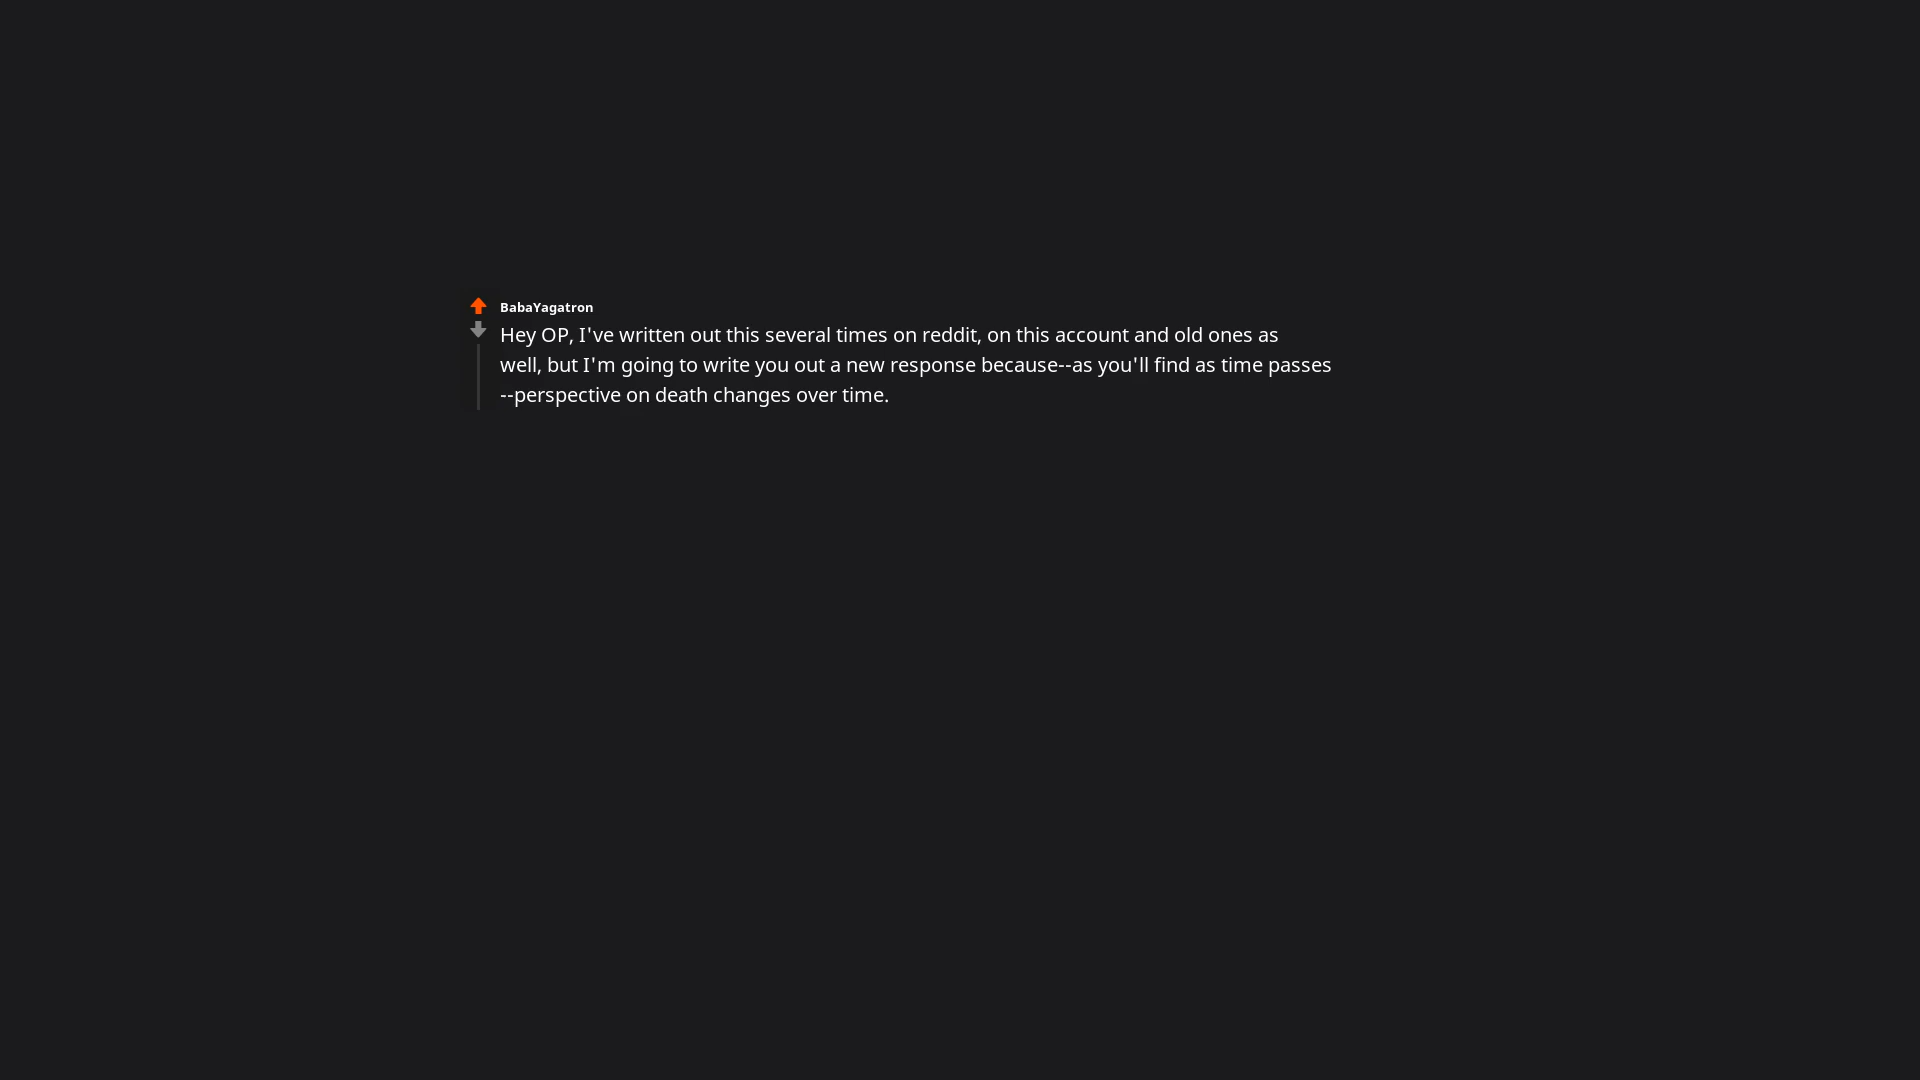 BabaYagatron
Hey OP, I've written out this several times on reddit, on this account and old ones as
well, but I'm going to write you out a new response because--as you'll find as time passes
--perspective on death changes over time.